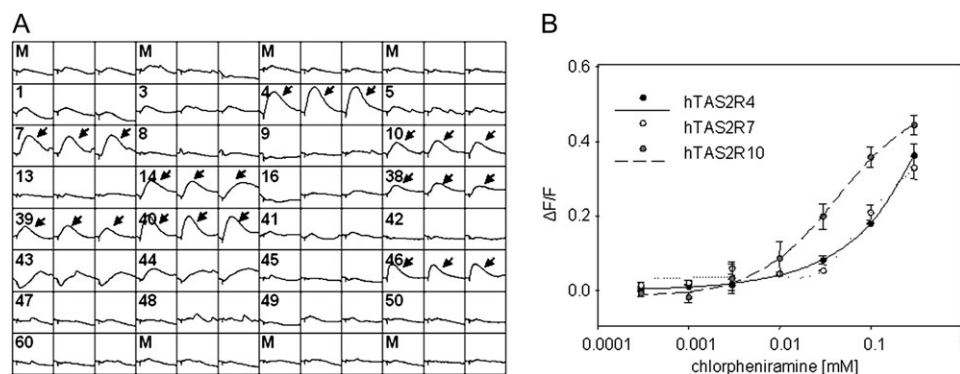 A
M M M M
1 3 4 5
7 8 9 10
13 14 16 38
39 40 41 42
43 44 45 46
47 48 49 50
60 M M M
B
0.6
0.4
0.2
0.0
ΔF/F
hTAS2R4
hTAS2R7
hTAS2R10
0.0001 0.001 0.01 0.1
chlorpheniramine [mM]